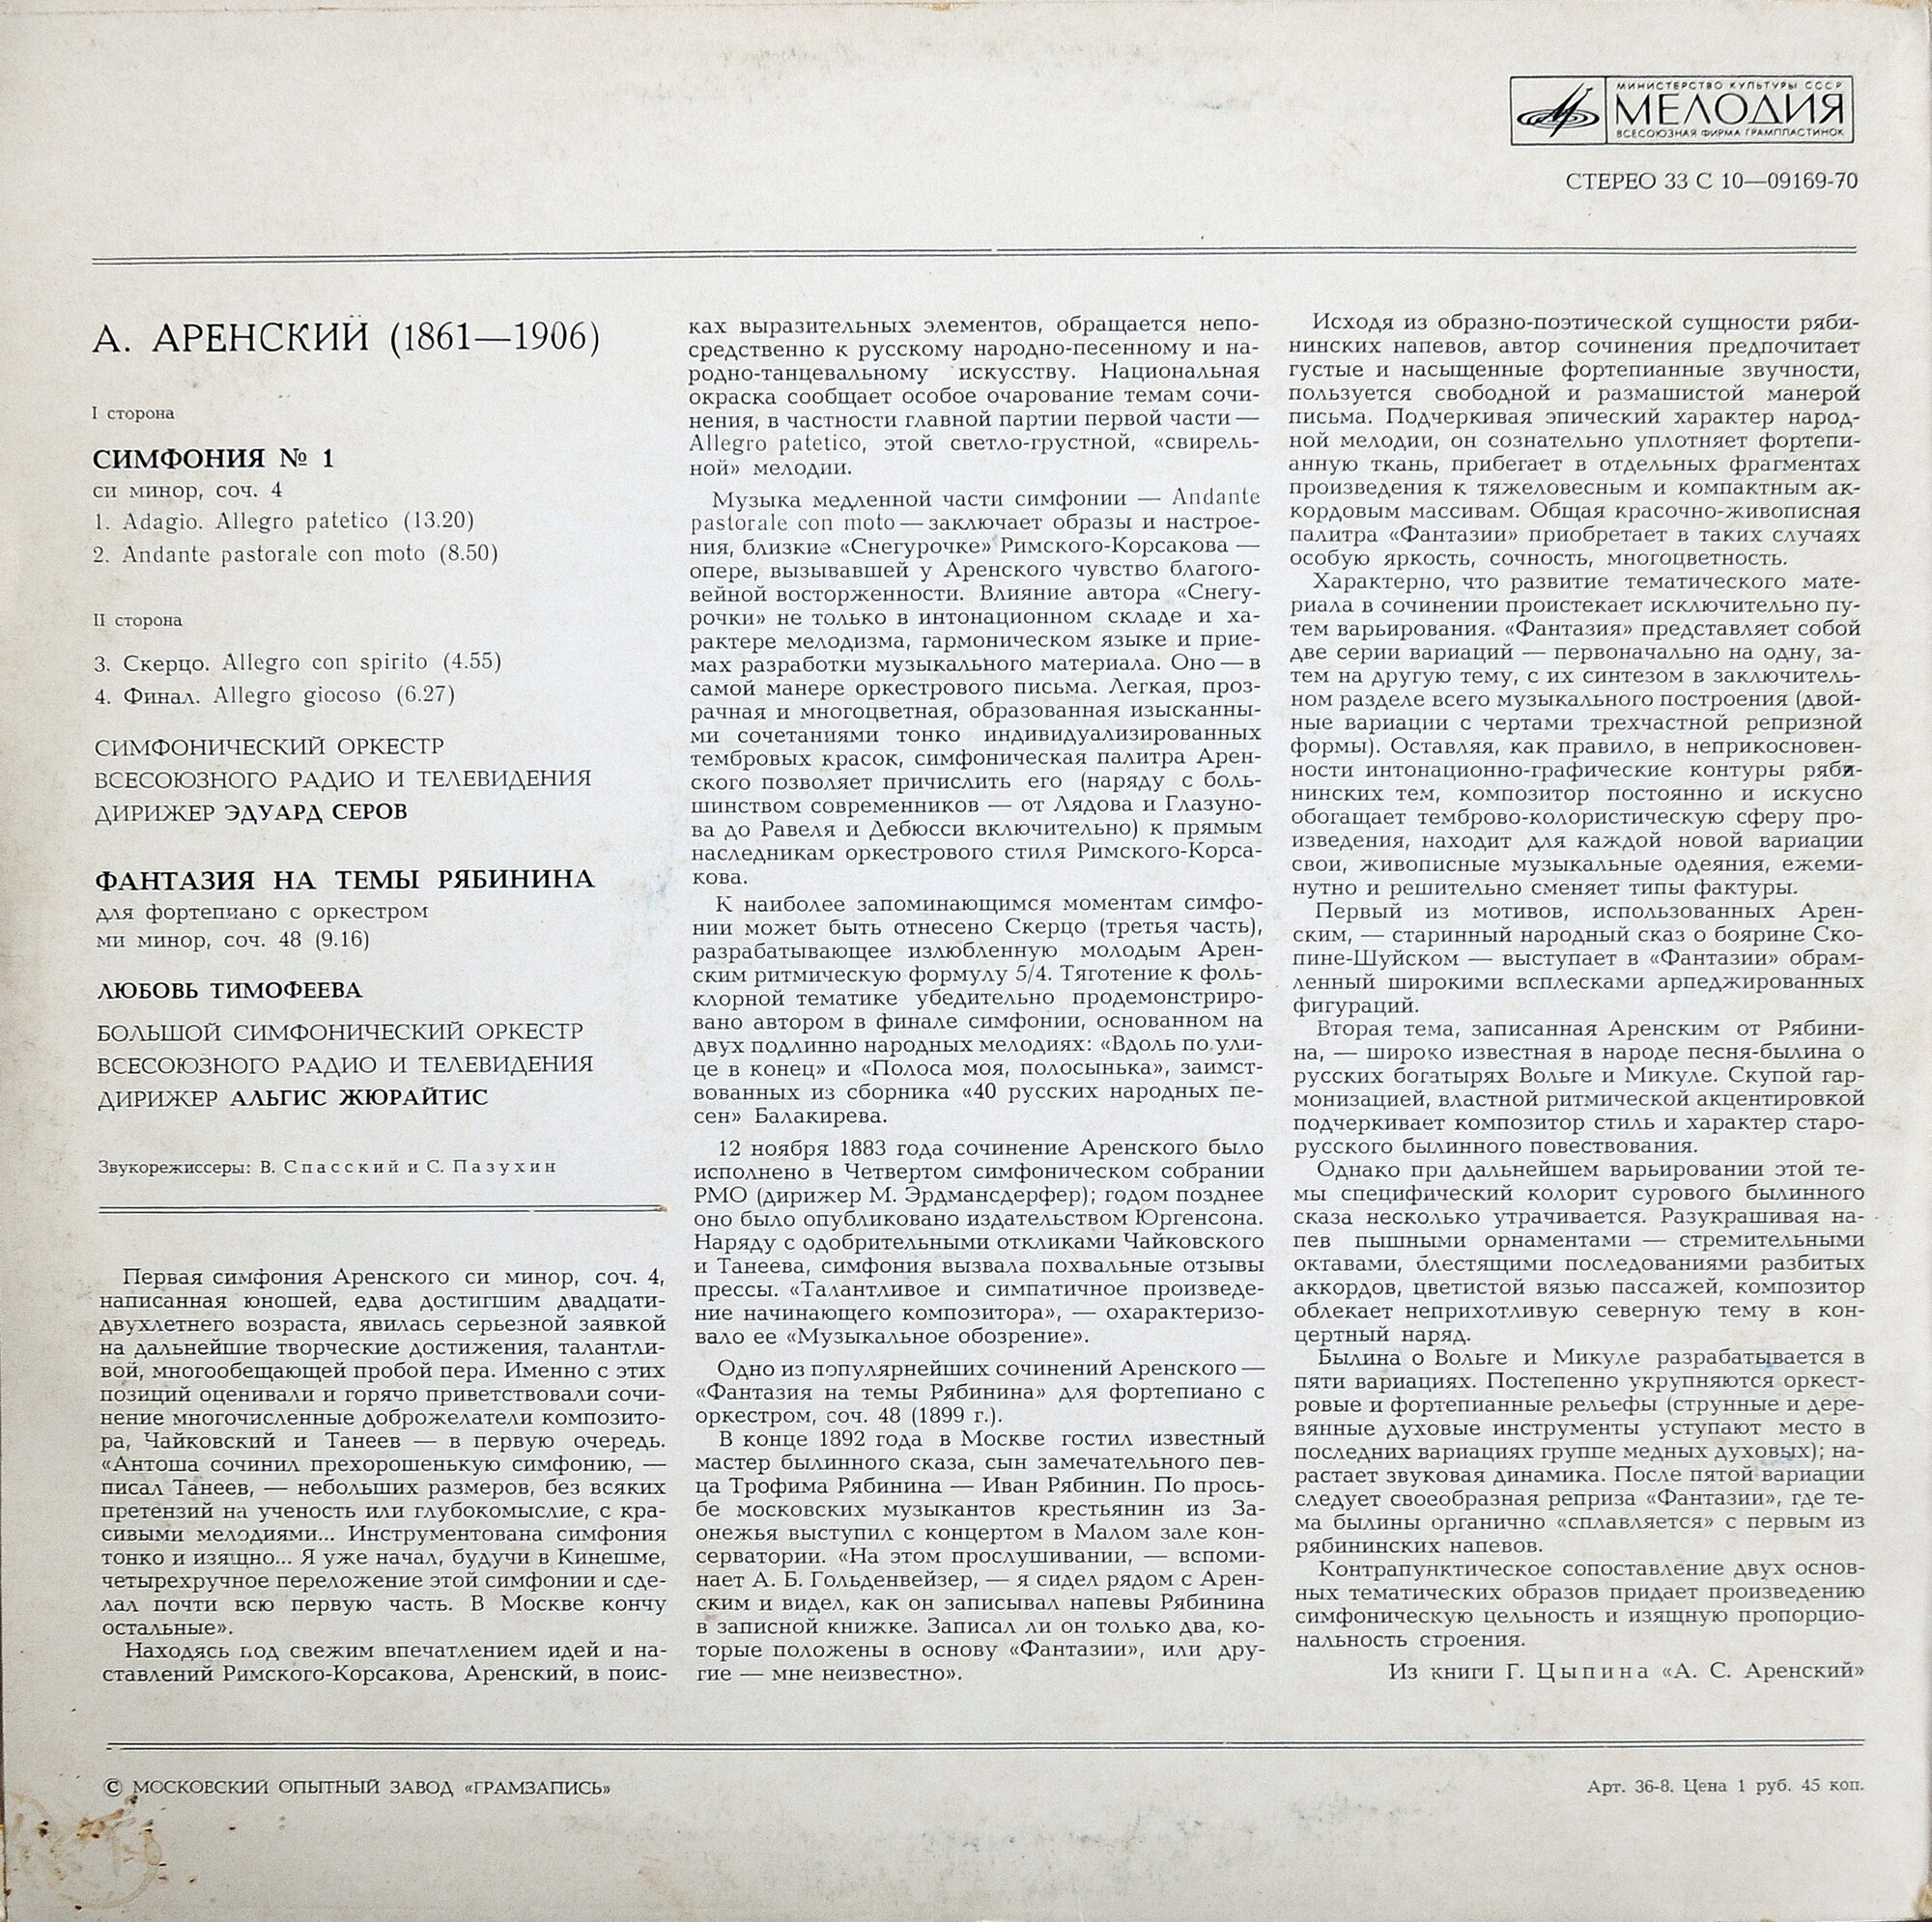 МИНИСТЕРСТВО КУЛЬТУРЫ СССР
МЕЛОДИЯ
ВСЕСОЮЗНАЯ ФИРМА ГРАМПЛАСТИНОК
СТЕРЕО 33 С 10—09169-70
А. АРЕНСКИЙ (1861—1906)
I сторона
СИМФОНИЯ № 1
си минор, соч. 4
1. Adagio. Allegro patetico (13.20)
2. Andante pastorale con moto (8.50)
II сторона
3. Скерцо. Allegro con spirito (4.55)
4. Финал. Allegro giocoso (6.27)
СИМФОНИЧЕСКИЙ ОРКЕСТР
ВСЕСОЮЗНОГО РАДИО И ТЕЛЕВИДЕНИЯ
ДИРИЖЕР ЭДУАРД СЕРОВ
ФАНТАЗИЯ НА ТЕМЫ РЯБИНИНА
для фортепиано с оркестром
ми минор, соч. 48 (9.16)
ЛЮБОВЬ ТИМОФЕЕВА
БОЛЬШОЙ СИМФОНИЧЕСКИЙ ОРКЕСТР
ВСЕСОЮЗНОГО РАДИО И ТЕЛЕВИДЕНИЯ
ДИРИЖЕР АЛЬГИС ЖЮРАЙТИС
Звукорежиссеры: В. Спасский и С. Пазухин
Первая симфония Аренского си минор, соч. 4,
написанная юношей, едва достигшим двадцати-
двухлетнего возраста, явилась серьезной заявкой
на дальнейшие творческие достижения, талантли-
вой, многообещающей пробой пера. Именно с этих
позиций оценивали и горячо приветствовали сочи-
нение многочисленные доброжелатели композито-
ра, Чайковский и Танеев — в первую очередь.
«Антоша сочинил прехорошенькую симфонию, —
писал Танеев, — небольших размеров, без всяких
претензий на ученость или глубокомыслие, с кра-
сивыми мелодиями... Инструментована симфония
тонко и изящно... Я уже начал, будучи в Кинешме,
четырехручное переложение этой симфонии и сде-
лал почти всю первую часть. В Москве кончу
остальные».
Находясь под свежим впечатлением идей и на-
ставлений Римского-Корсакова, Аренский, в поис-
ках выразительных элементов, обращается непо-
средственно к русскому народно-песенному и на-
родно-танцевальному искусству. Национальная
окраска сообщает особое очарование темам сочи-
нения, в частности главной партии первой части —
Allegro patetico, этой светло-грустной, «свирель-
ной» мелодии.
Музыка медленной части симфонии — Andante
pastorale con moto — заключает образы и настрое-
ния, близкие «Снегурочке» Римского-Корсакова —
опере, вызывавшей у Аренского чувство благого-
вейной восторженности. Влияние автора «Снегу-
рочки» не только в интонационном складе и ха-
рактере мелодизма, гармоническом языке и прие-
мах разработки музыкального материала. Оно — в
самой манере оркестрового письма. Легкая, проз-
рачная и многоцветная, образованная изысканны-
ми сочетаниями тонко индивидуализированных
тембровых красок, симфоническая палитра Арен-
ского позволяет причислить его (наряду с боль-
шинством современников — от Лядова и Глазуно-
ва до Равеля и Дебюсси включительно) к прямым
наследникам оркестрового стиля Римского-Корса-
кова.
К наиболее запоминающимся моментам симфо-
нии может быть отнесено Скерцо (третья часть),
разрабатывающее излюбленную молодым Арен-
ским ритмическую формулу 5/4. Тяготение к фоль-
клорной тематике убедительно продемонстриро-
вано автором в финале симфонии, основанном на
двух подлинно народных мелодиях: «Вдоль по ули-
це в конец» и «Полоса моя, полосынька», заимст-
вованных из сборника «40 русских народных пе-
сен» Балакирева.
12 ноября 1883 года сочинение Аренского было
исполнено в Четвертом симфоническом собрании
РМО (дирижер М. Эрдмансдерфер); годом позднее
оно было опубликовано издательством Юргенсона.
Наряду с одобрительными откликами Чайковского
и Танеева, симфония вызвала похвальные отзывы
прессы. «Талантливое и симпатичное произведе-
ние начинающего композитора», — охарактеризо-
вало ее «Музыкальное обозрение».
Одно из популярнейших сочинений Аренского —
«Фантазия на темы Рябинина» для фортепиано с
оркестром, соч. 48 (1899 г.).
В конце 1892 года в Москве гостил известный
мастер былинного сказа, сын замечательного пев-
ца Трофима Рябинина — Иван Рябинин. По прось-
бе московских музыкантов крестьянин из За-
онежья выступил с концертом в Малом зале кон-
серватории. «На этом прослушивании, — вспоми-
нает А. Б. Гольденвейзер, — я сидел рядом с Арен-
ским и видел, как он записывал напевы Рябинина
в записной книжке. Записал ли он только два, ко-
торые положены в основу «Фантазии», или дру-
гие — мне неизвестно».
Исходя из образно-поэтической сущности ряби-
нинских напевов, автор сочинения предпочитает
густые и насыщенные фортепианные звучности,
пользуется свободной и размашистой манерой
письма. Подчеркивая эпический характер народ-
ной мелодии, он сознательно уплотняет фортепи-
анную ткань, прибегает в отдельных фрагментах
произведения к тяжеловесным и компактным ак-
кордовым массивам. Общая красочно-живописная
палитра «Фантазии» приобретает в таких случаях
особую яркость, сочность, многоцветность.
Характерно, что развитие тематического мате-
риала в сочинении проистекает исключительно пу-
тем варьирования. «Фантазия» представляет собой
две серии вариаций — первоначально на одну, за-
тем на другую тему, с их синтезом в заключитель-
ном разделе всего музыкального построения (двой-
ные вариации с чертами трехчастной репризной
формы). Оставляя, как правило, в неприкосновен-
ности интонационно-графические контуры ряби-
нинских тем, композитор постоянно и искусно
обогащает темброво-колористическую сферу про-
изведения, находит для каждой новой вариации
свои, живописные музыкальные одеяния, ежеми-
нутно и решительно сменяет типы фактуры.
Первый из мотивов, использованных Арен-
ским, — старинный народный сказ о боярине Ско-
пине-Шуйском — выступает в «Фантазии» обрам-
ленный широкими всплесками арпеджированных
фигураций.
Вторая тема, записанная Аренским от Рябини-
на, — широко известная в народе песня-былина о
русских богатырях Вольге и Микуле. Скупой гар-
монизацией, властной ритмической акцентировкой
подчеркивает композитор стиль и характер старо-
русского былинного повествования.
Однако при дальнейшем варьировании этой те-
мы специфический колорит сурового былинного
сказа несколько утрачивается. Разукрашивая на-
пев пышными орнаментами — стремительными
октавами, блестящими последованиями разбитых
аккордов, цветистой вязью пассажей, композитор
облекает неприхотливую северную тему в кон-
цертный наряд.
Былина о Вольге и Микуле разрабатывается в
пяти вариациях. Постепенно укрупняются оркест-
ровые и фортепианные рельефы (струнные и дере-
вянные духовые инструменты уступают место в
последних вариациях группе медных духовых); на-
растает звуковая динамика. После пятой вариации
следует своеобразная реприза «Фантазии», где те-
ма былины органично «сплавляется» с первым из
рябининских напевов.
Контрапунктическое сопоставление двух основ-
ных тематических образов придает произведению
симфоническую цельность и изящную пропорцио-
нальность строения.
Из книги Г. Цыпина «А. С. Аренский»
© МОСКОВСКИЙ ОПЫТНЫЙ ЗАВОД «ГРАМЗАПИСЬ»
Арт. 36-8. Цена 1 руб. 45 коп.